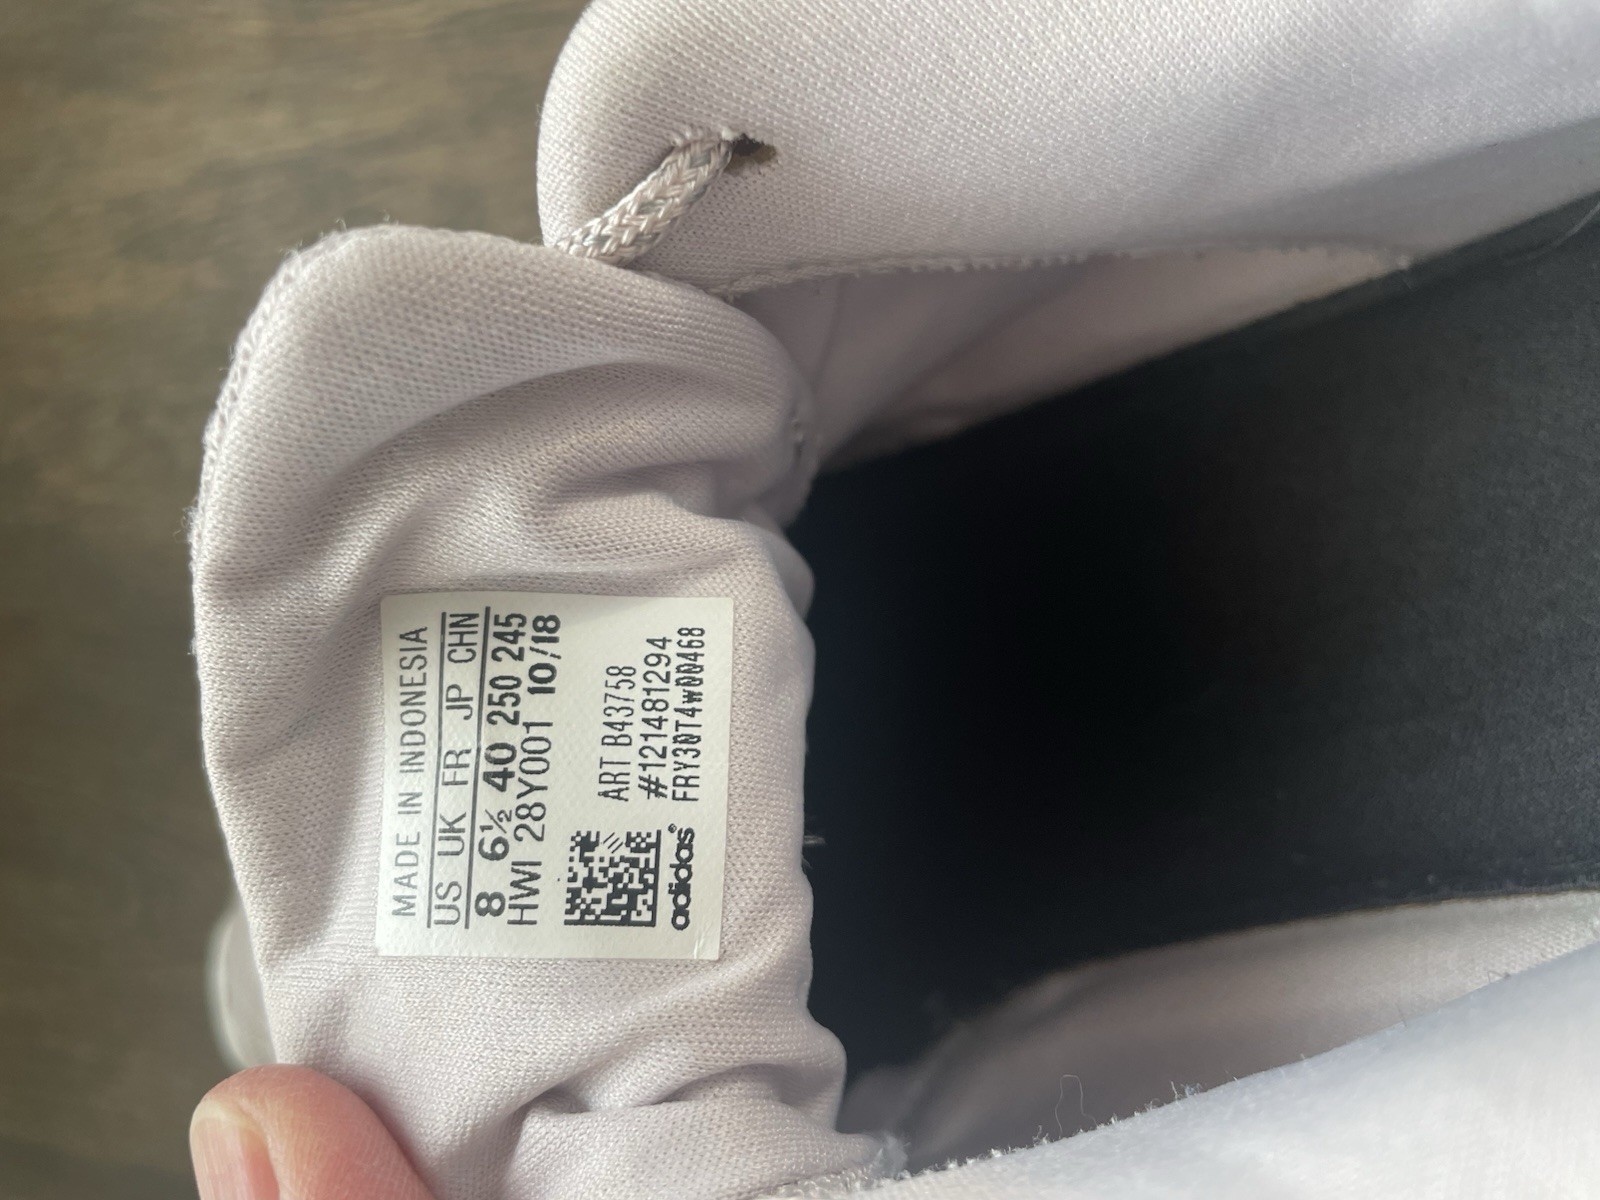 MADE IN INDONESIA
US UK FR JP CHN
8 6½ 40 250 245
HWI 28Y001 10/18
ART B43758
#121481294
FRY30T4W00468
adidas®